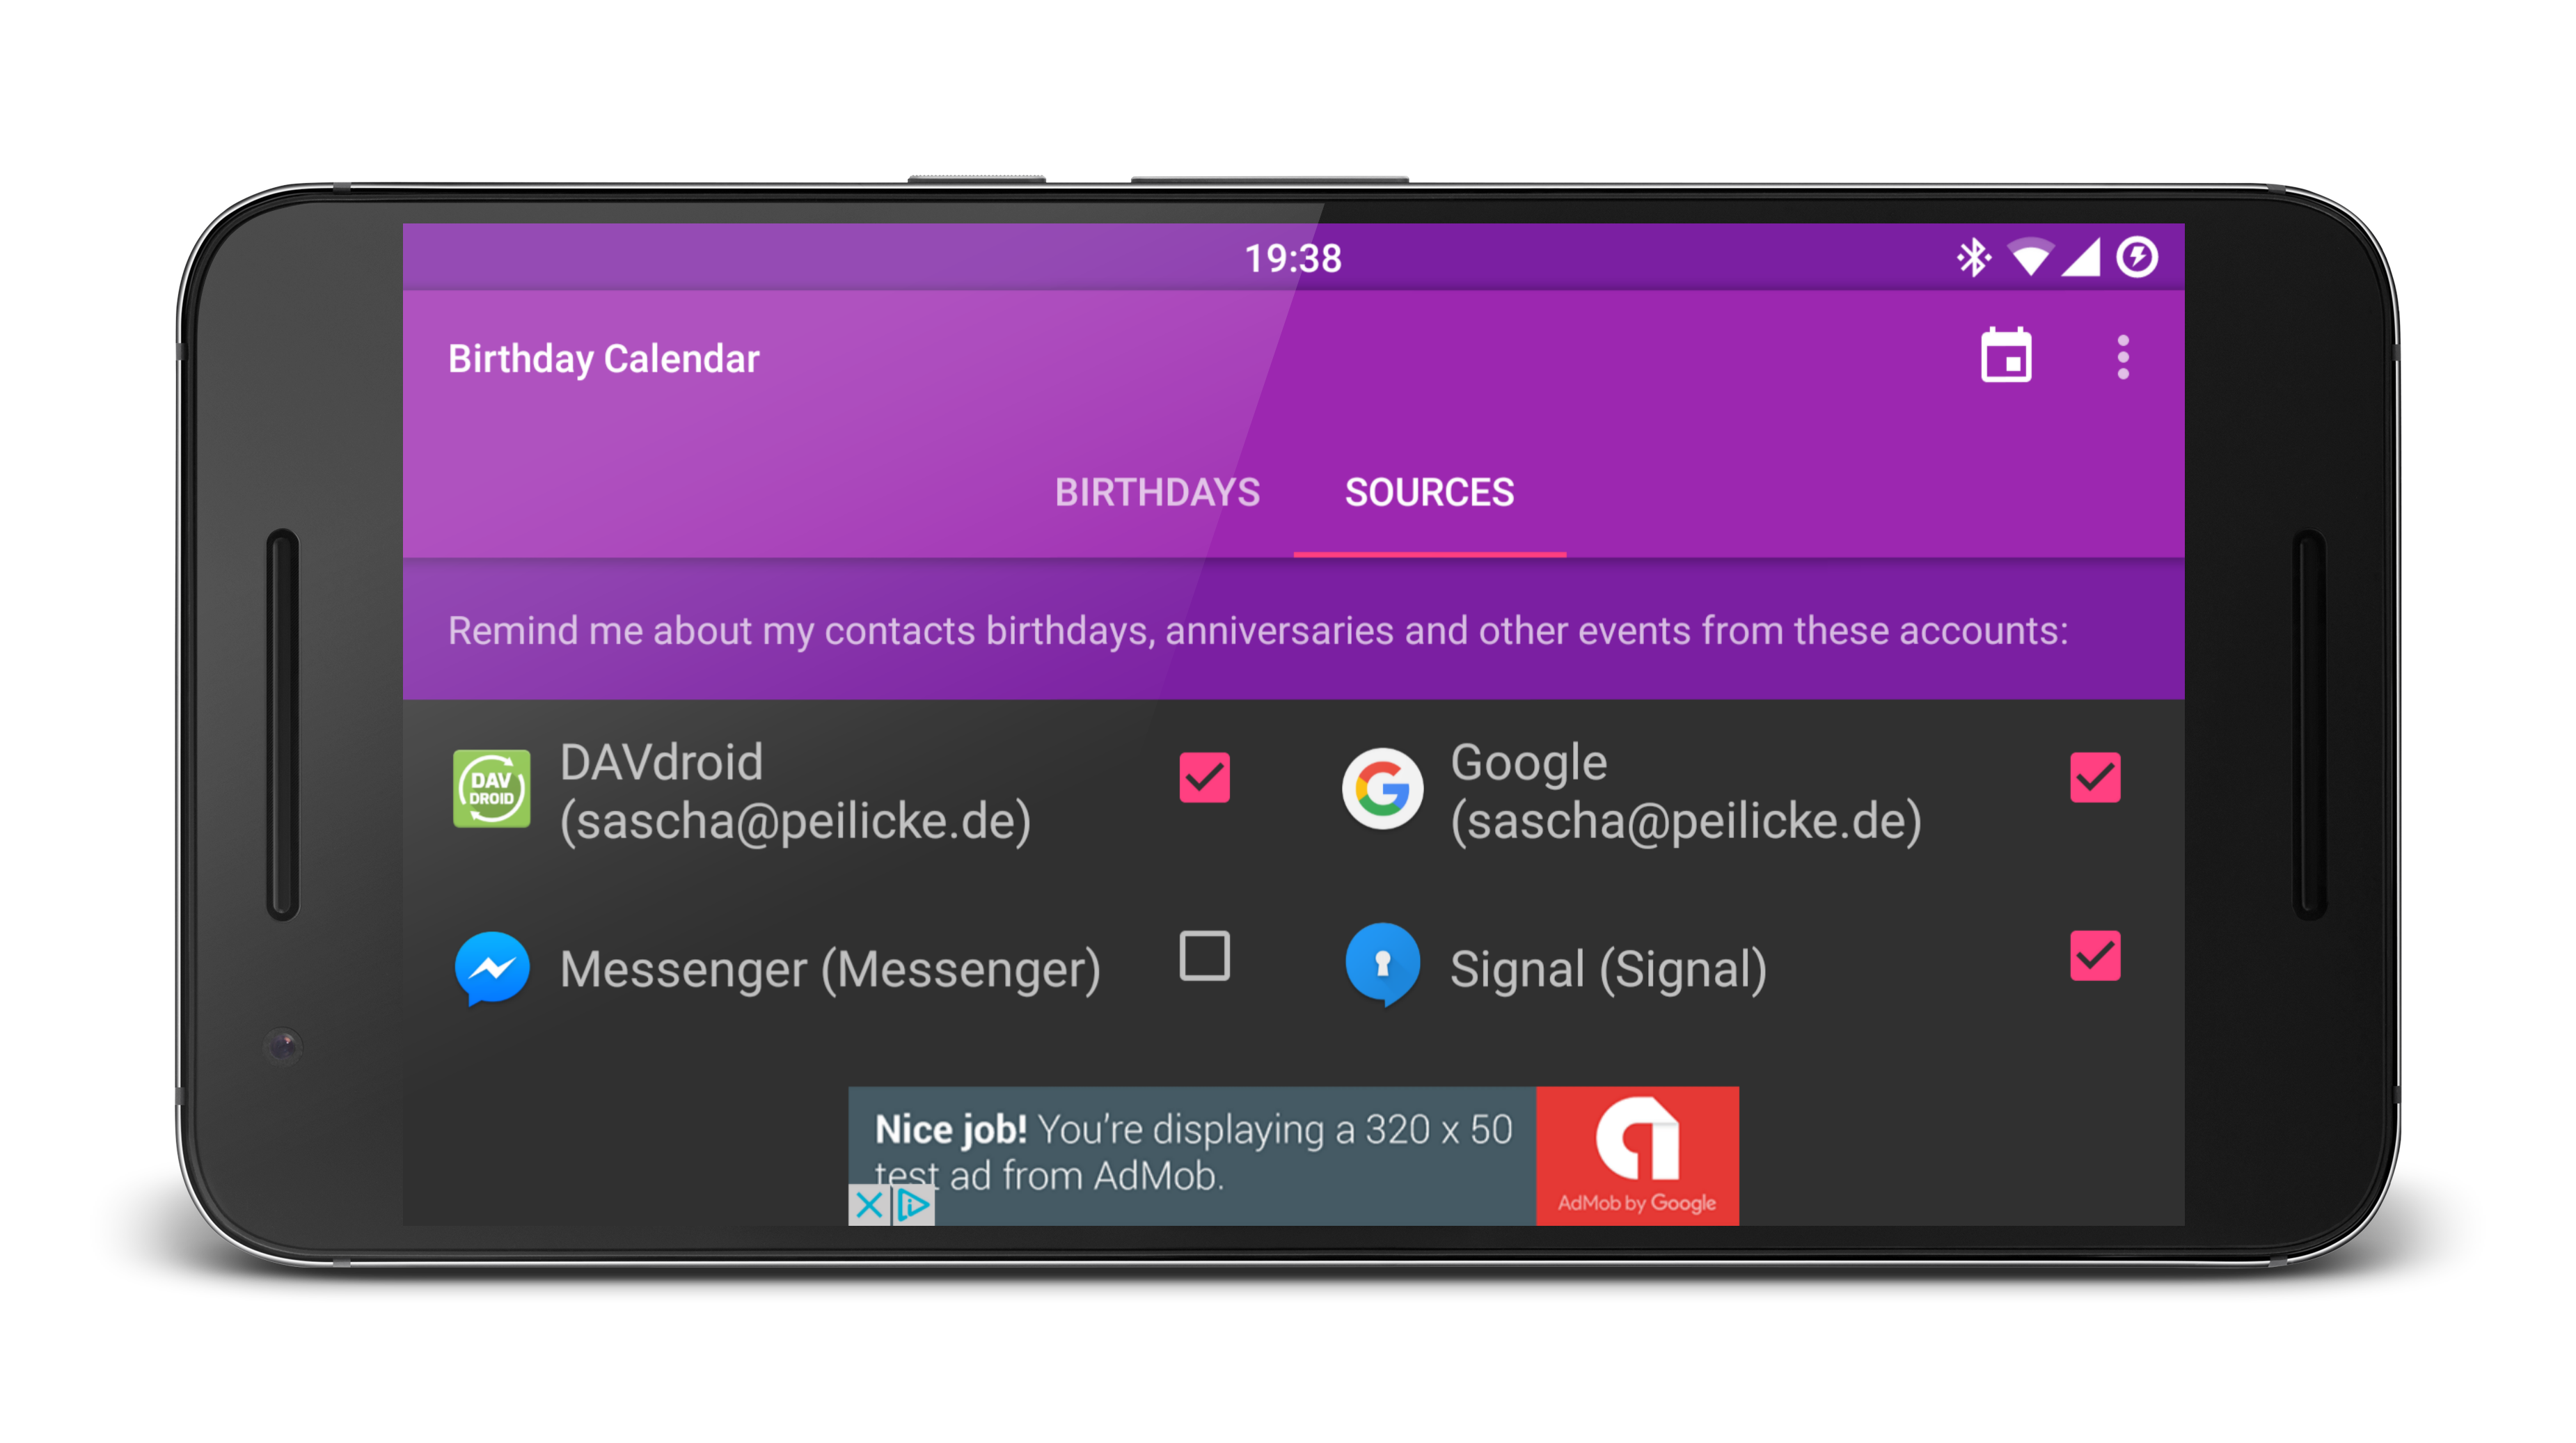 19:38
Birthday Calendar
BIRTHDAYS SOURCES
Remind me about my contacts birthdays, anniversaries and other events from these accounts:
DAV
DROID
DAVdroid
(sascha@peilicke.de)
Google
(sascha@peilicke.de)
Messenger (Messenger)
Signal (Signal)
Nice job! You're displaying a 320 x 50
test ad from AdMob.
AdMob by Google